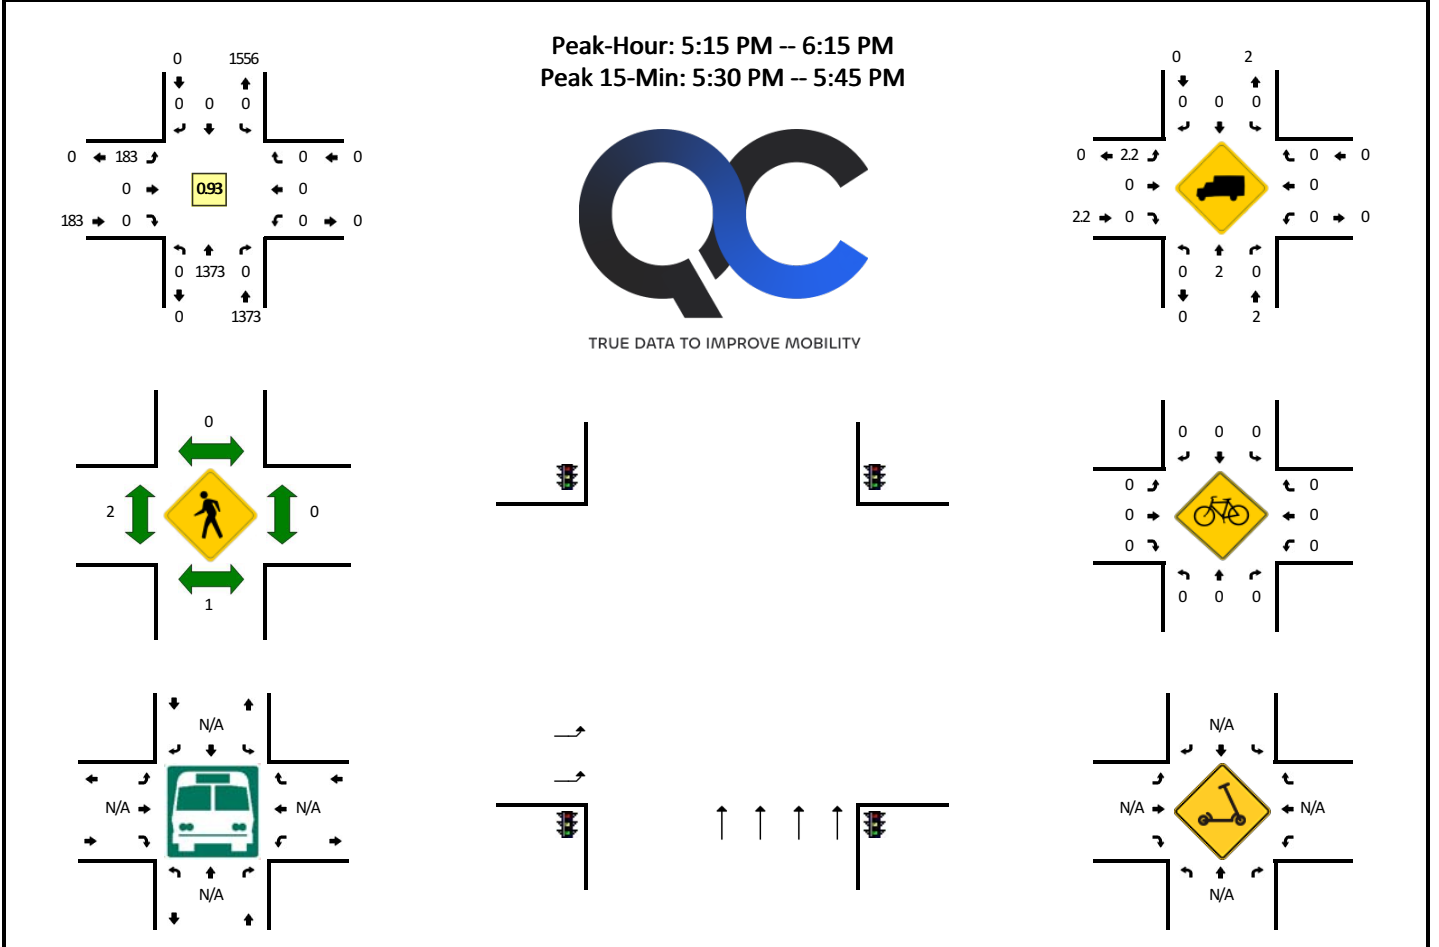 Peak-Hour: 5:15 PM -- 6:15 PM
Peak 15-Min: 5:30 PM -- 5:45 PM
0 1556
0 0 0
0 183 0 0
0 0.93 0
183 0 0 0
0 1373 0
0 1373
QC
TRUE DATA TO IMPROVE MOBILITY
0 2
0 0 0
0 2.2 0 0
0 0
2.2 0 0 0
0 2 0
0 2
0
2 0
1
0 0 0
0 0
0 0
0 0
0 0 0
N/A
N/A N/A
N/A
N/A
N/A N/A
N/A